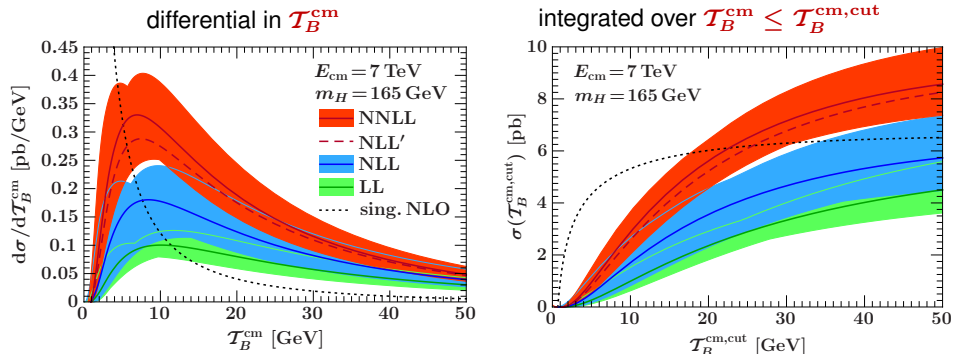 differential in 𝒯_B^cm
integrated over 𝒯_B^cm ≤ 𝒯_B^cm,cut
dσ/d𝒯_B^cm [pb/GeV]
0.45
0.4
0.35
0.3
0.25
0.2
0.15
0.1
0.05
0
E_cm = 7 TeV
m_H = 165 GeV
NNLL
NLL′
NLL
LL
sing. NLO
0 10 20 30 40 50
𝒯_B^cm [GeV]
σ(𝒯_B^cm,cut) [pb]
10
8
6
4
2
0
E_cm = 7 TeV
m_H = 165 GeV
0 10 20 30 40 50
𝒯_B^cm,cut [GeV]